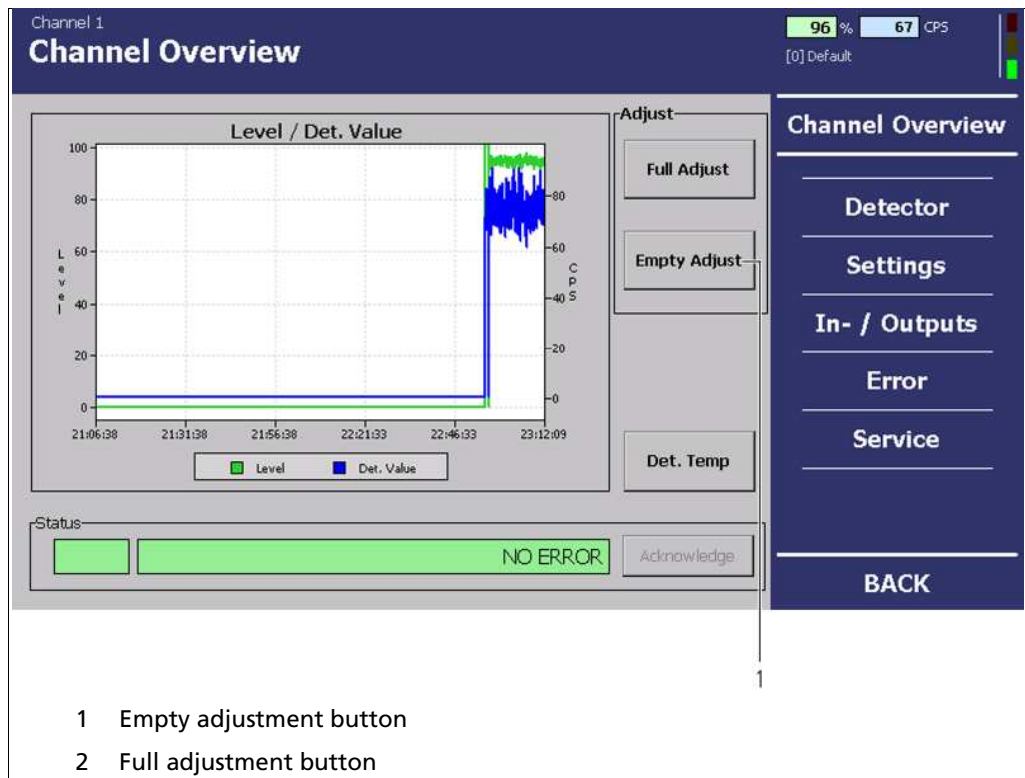 Channel 1
Channel Overview
96 % 67 CPS
[0] Default
Level / Det. Value
100
80
60
40
20
0
Level
80
60
40
20
0
CPS
21:06:38 21:31:38 21:56:38 22:21:33 22:46:33 23:12:09
Level Det. Value
Adjust
Full Adjust
Empty Adjust
Det. Temp
Status
NO ERROR
Acknowledge
Channel Overview
Detector
Settings
In- / Outputs
Error
Service
BACK
1
1 Empty adjustment button
2 Full adjustment button